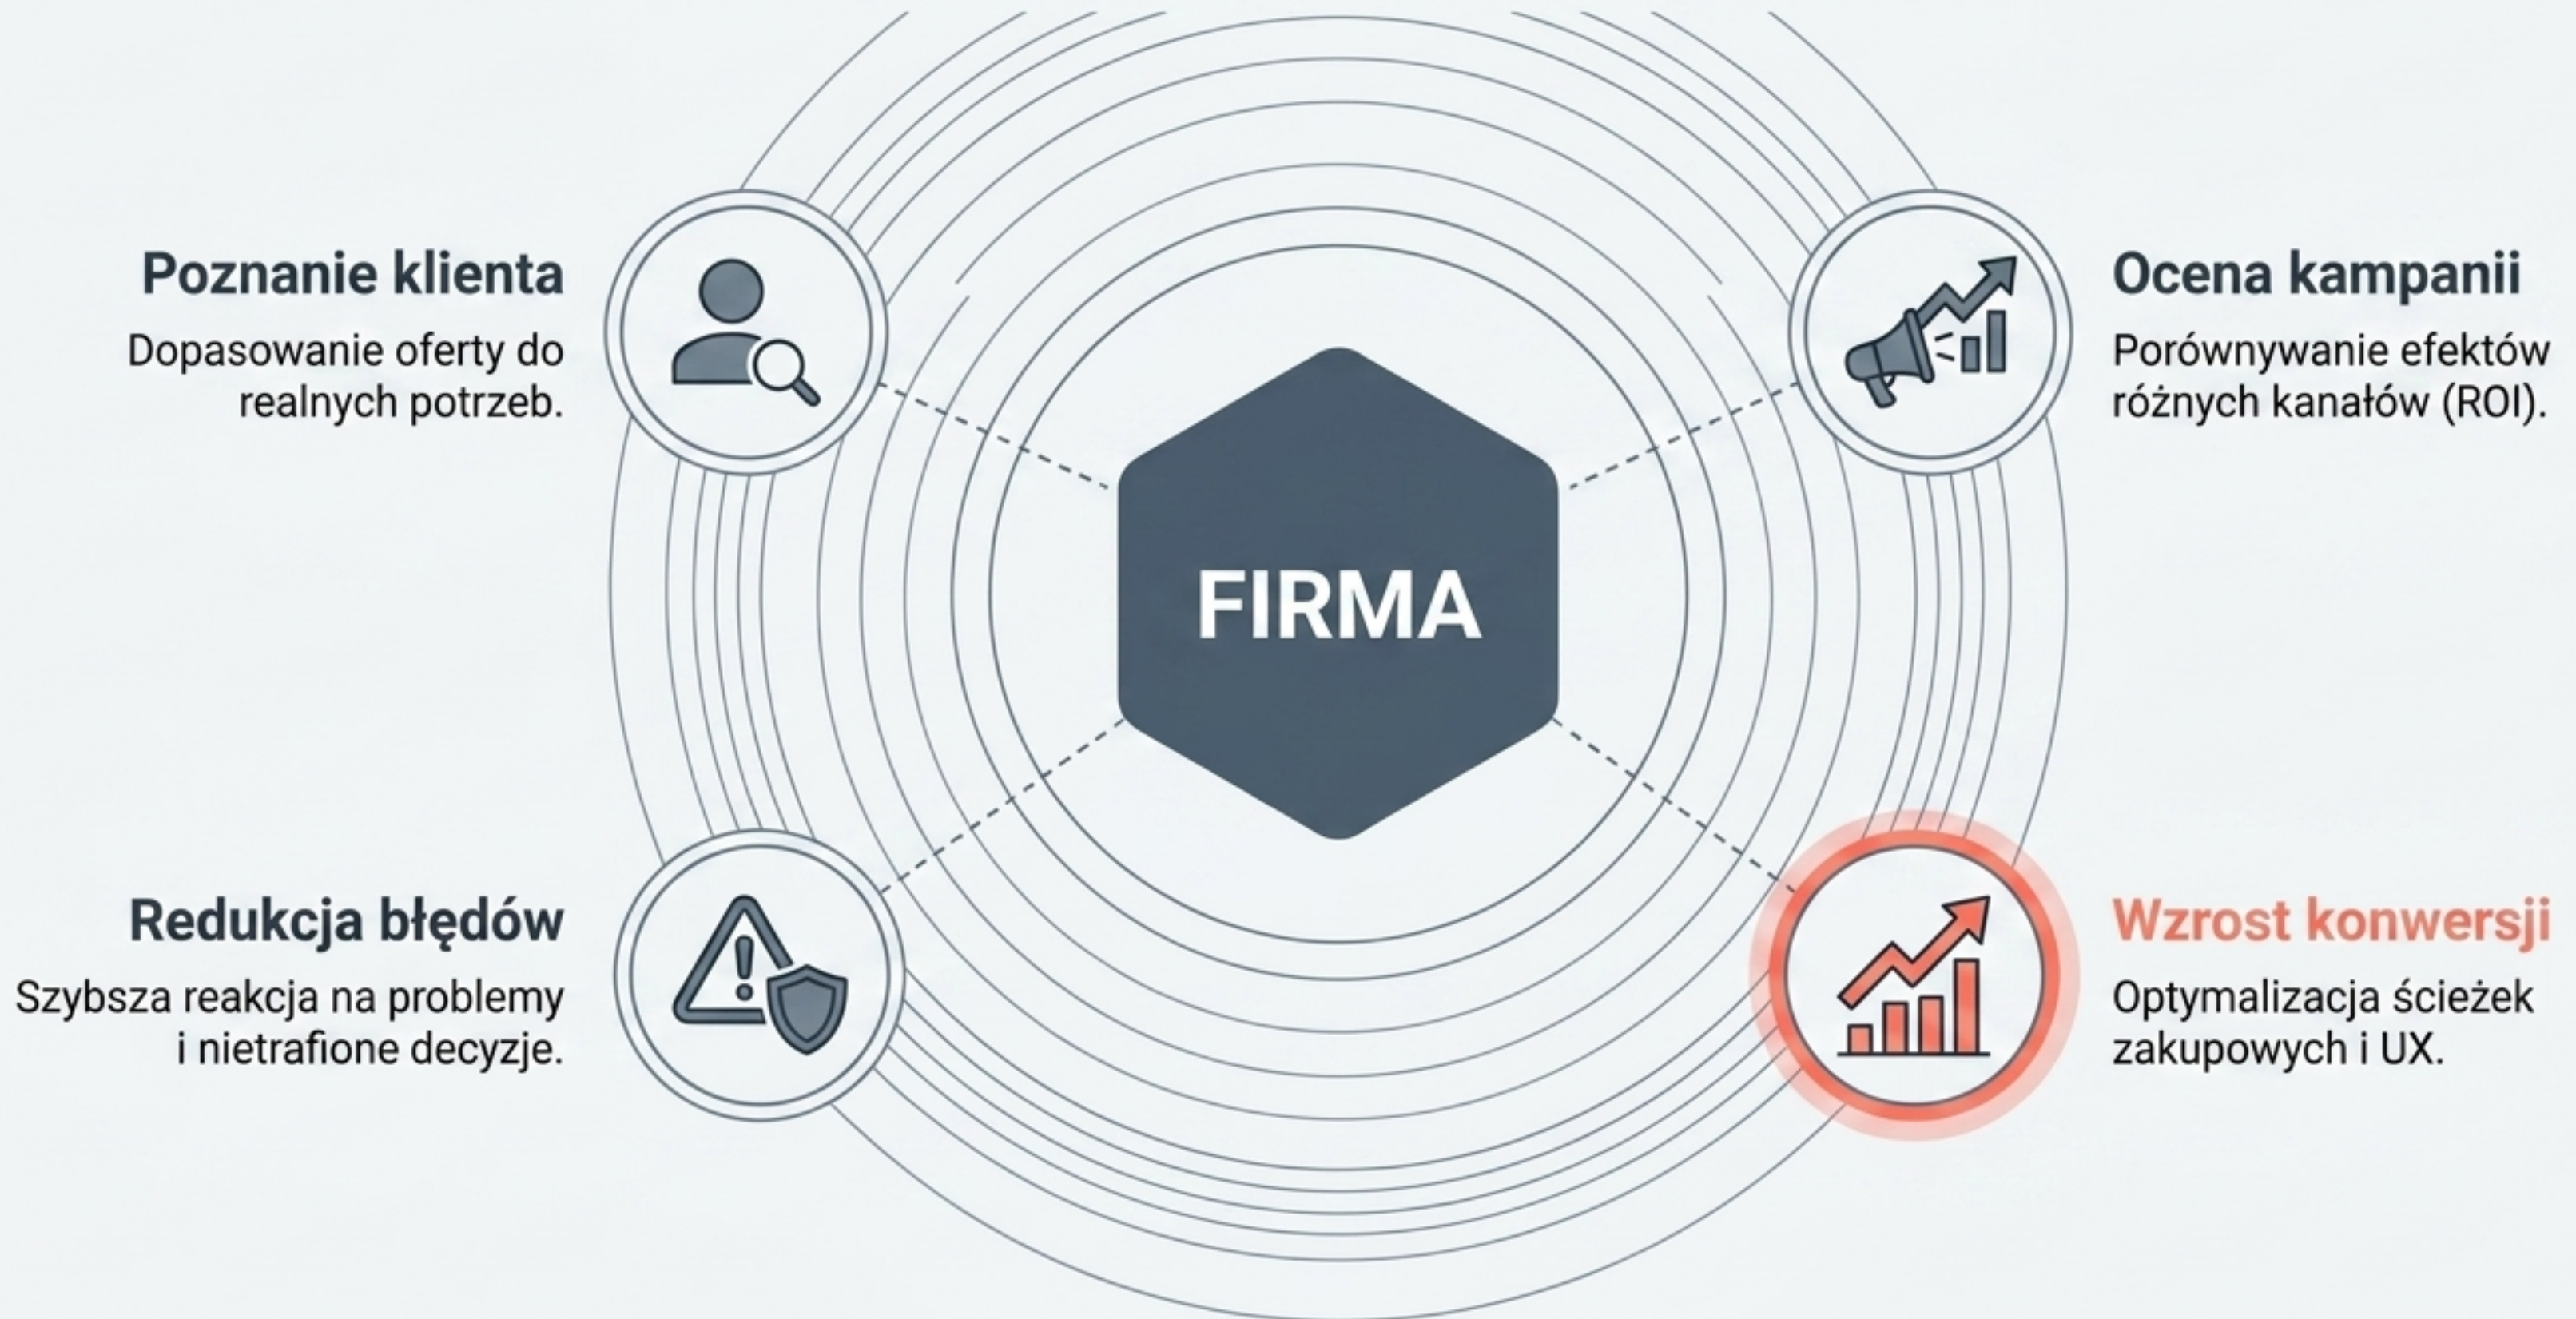 Poznanie klienta
Dopasowanie oferty do
realnych potrzeb.
Ocena kampanii
Porównywanie efektów
różnych kanałów (ROI).
FIRMA
Redukcja błędów
Szybsza reakcja na problemy
i nietrafione decyzje.
Wzrost konwersji
Optymalizacja ścieżek
zakupowych i UX.